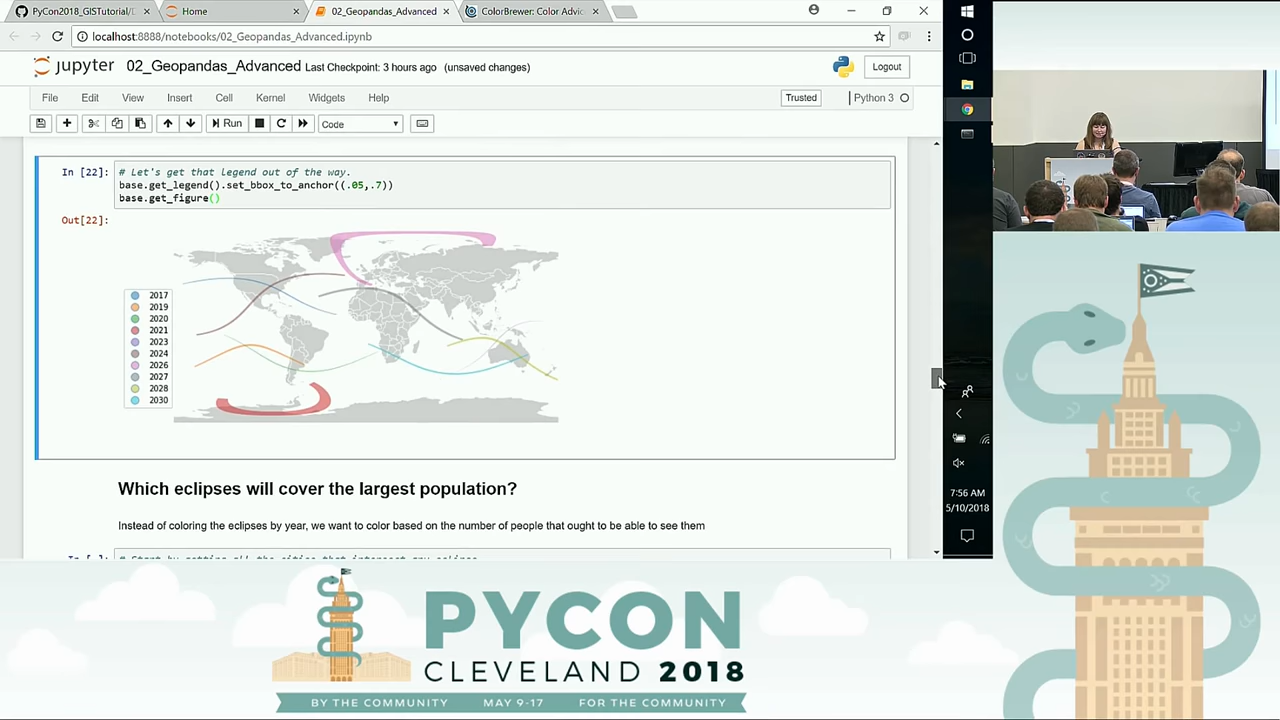 PyCon2018_GISTutorial/D
Home
02_Geopandas_Advanced
ColorBrewer: Color Advic
localhost:8888/notebooks/02_Geopandas_Advanced.ipynb
jupyter 02_Geopandas_Advanced Last Checkpoint: 3 hours ago (unsaved changes)
Logout
File Edit View Insert Cell Kernel Widgets Help
Trusted
Python 3
Run
Code
In [22]:
# Let's get that legend out of the way.
base.get_legend().set_bbox_to_anchor((.05,.7))
base.get_figure()
Out[22]:
2017
2019
2020
2021
2023
2024
2026
2027
2028
2030
Which eclipses will cover the largest population?
Instead of coloring the eclipses by year, we want to color based on the number of people that ought to be able to see them
7:56 AM
5/10/2018
PYCON
CLEVELAND 2018
BY THE COMMUNITY MAY 9-17 FOR THE COMMUNITY